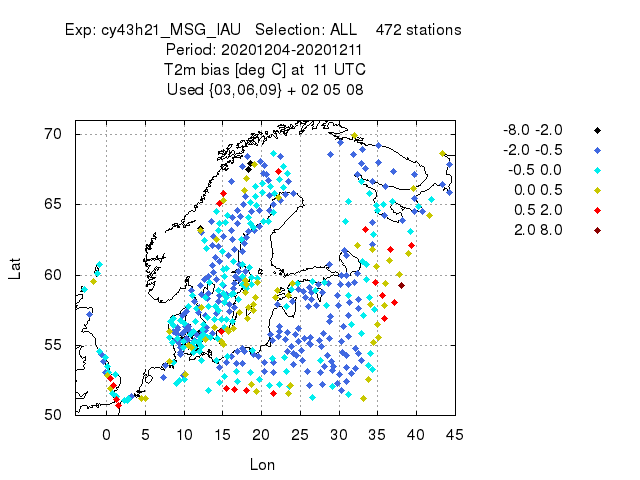 Exp: cy43h21_MSG_IAU Selection: ALL 472 stations
Period: 20201204-20201211
T2m bias [deg C] at 11 UTC
Used {03,06,09} + 02 05 08
-8.0 -2.0
-2.0 -0.5
-0.5 0.0
0.0 0.5
0.5 2.0
2.0 8.0
70
65
60
55
50
Lat
0 5 10 15 20 25 30 35 40 45
Lon